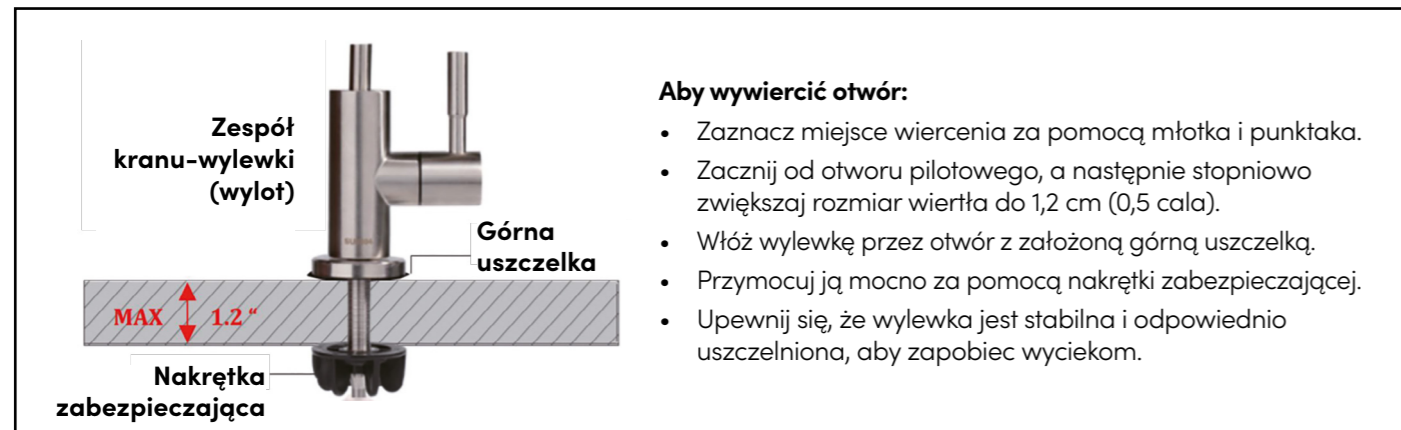 Zespół
kranu-wylewki
(wylot)
Górna
uszczelka
MAX 1.2 “
Nakrętka
zabezpieczająca
Aby wywiercić otwór:
• Zaznacz miejsce wiercenia za pomocą młotka i punktaka.
• Zacznij od otworu pilotowego, a następnie stopniowo
zwiększaj rozmiar wiertła do 1,2 cm (0,5 cala).
• Włóż wylewkę przez otwór z założoną górną uszczelką.
• Przymocuj ją mocno za pomocą nakrętki zabezpieczającej.
• Upewnij się, że wylewka jest stabilna i odpowiednio
uszczelniona, aby zapobiec wyciekom.